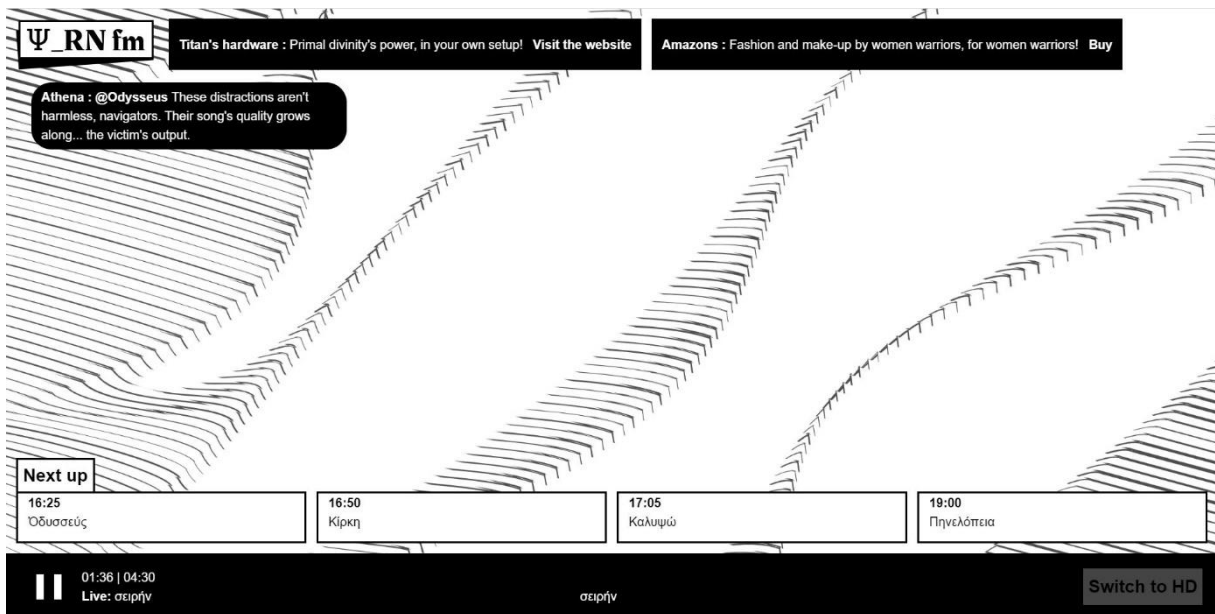 Ψ_RN fm
Titan's hardware : Primal divinity's power, in your own setup! Visit the website
Amazons : Fashion and make-up by women warriors, for women warriors! Buy
Athena : @Odysseus These distractions aren't
harmless, navigators. Their song's quality grows
along... the victim's output.
Next up
16:25
Ὀδυσσεύς
16:50
Κίρκη
17:05
Καλυψώ
19:00
Πηνελόπεια
01:36 | 04:30
Live: σειρήν
σειρήν
Switch to HD